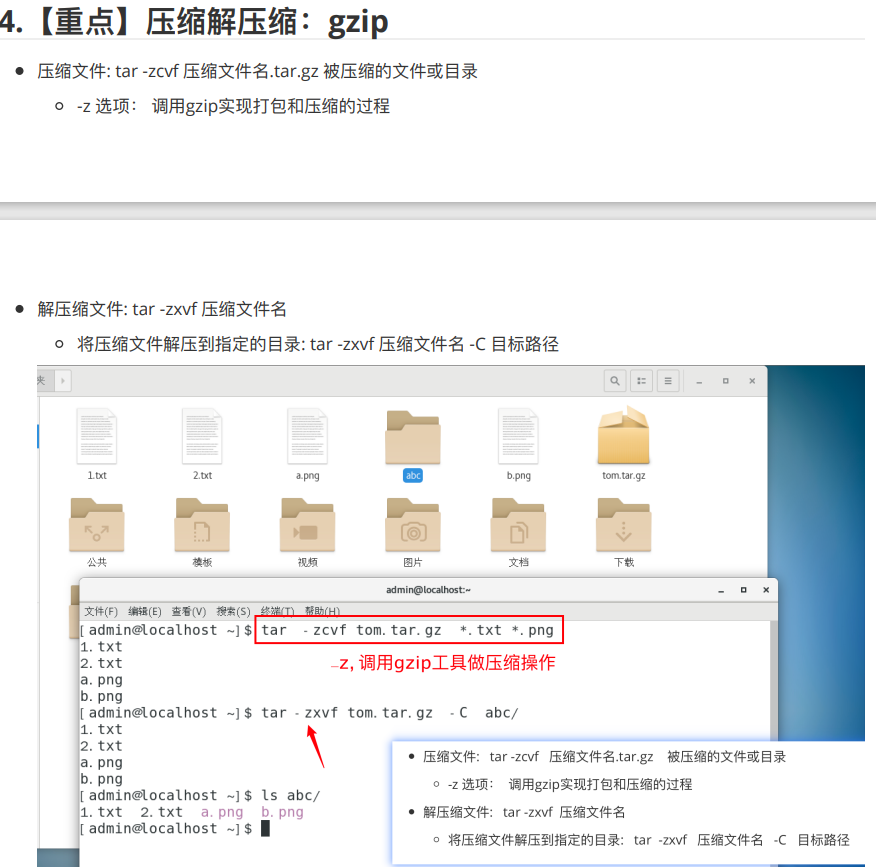 4.【重点】压缩解压缩：gzip
压缩文件: tar -zcvf 压缩文件名.tar.gz 被压缩的文件或目录
-z 选项： 调用gzip实现打包和压缩的过程
解压缩文件: tar -zxvf 压缩文件名
将压缩文件解压到指定的目录: tar -zxvf 压缩文件名 -C 目标路径
夹
1.txt 2.txt a.png abc b.png tom.tar.gz
公共 模板 视频 图片 文档 下载
admin@localhost:~
文件(F) 编辑(E) 查看(V) 搜索(S) 终端(T) 帮助(H)
[admin@localhost ~]$ tar -zcvf tom.tar.gz *.txt *.png
1.txt
-z, 调用gzip工具做压缩操作
2.txt
a.png
b.png
[admin@localhost ~]$ tar -zxvf tom.tar.gz -C abc/
1.txt
2.txt
a.png
b.png
[admin@localhost ~]$ ls abc/
1.txt 2.txt a.png b.png
[admin@localhost ~]$
压缩文件: tar -zcvf 压缩文件名.tar.gz 被压缩的文件或目录
-z 选项： 调用gzip实现打包和压缩的过程
解压缩文件: tar -zxvf 压缩文件名
将压缩文件解压到指定的目录: tar -zxvf 压缩文件名 -C 目标路径